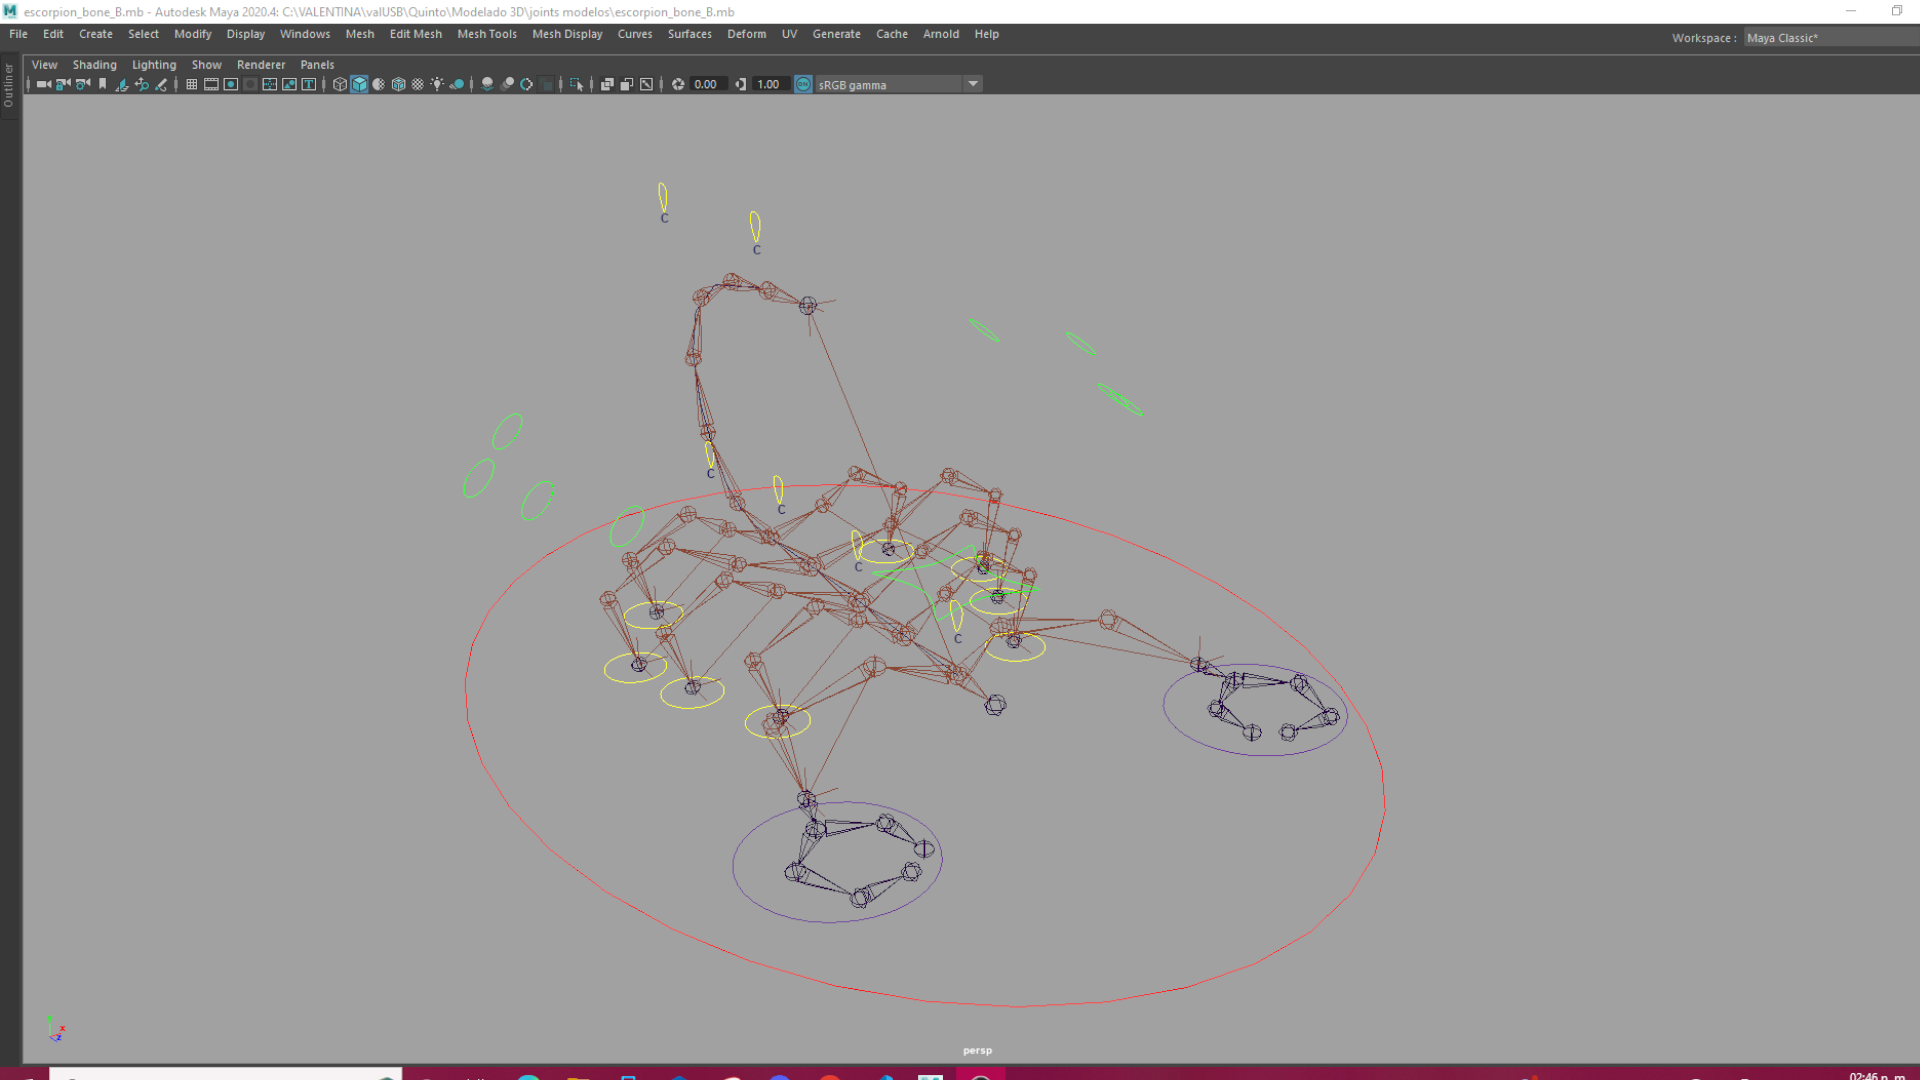 escorpion_bone_B.mb - Autodesk Maya 2020.4: C:\VALENTINA\valUSB\Quinto\Modelado 3D\joints modelos\escorpion_bone_B.mb
File Edit Create Select Modify Display Windows Mesh Edit Mesh Mesh Tools Mesh Display Curves Surfaces Deform UV Generate Cache Arnold Help
Workspace : Maya Classic*
View Shading Lighting Show Renderer Panels
0.00 1.00 sRGB gamma
Outliner
C
C
C
C
C
C
x
z
persp